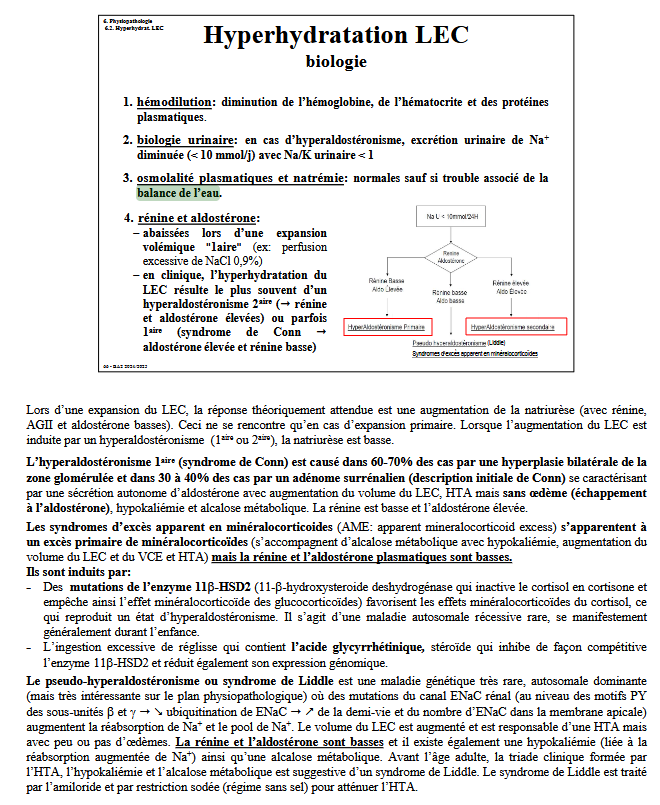 6. Physiopathologie
6.2. Hyperhydrat. LEC
Hyperhydratation LEC
biologie
1. hémodilution: diminution de l’hémoglobine, de l’hématocrite et des protéines
plasmatiques.
2. biologie urinaire: en cas d’hyperaldostéronisme, excrétion urinaire de Na⁺
diminuée (< 10 mmol/j) avec Na/K urinaire < 1
3. osmolalité plasmatiques et natrémie: normales sauf si trouble associé de la
balance de l’eau.
4. rénine et aldostérone:
– abaissées lors d’une expansion
volémique "1aire" (ex: perfusion
excessive de NaCl 0,9%)
– en clinique, l’hyperhydratation du
LEC résulte le plus souvent d’un
hyperaldostéronisme 2aire (→ rénine
et aldostérone élevées) ou parfois
1aire (syndrome de Conn →
aldostérone élevée et rénine basse)
Na U < 10mmol/24H
Rénine
Aldostérone
Rénine Basse
Aldo Élevée
Rénine basse
Aldo basse
Rénine élevée
Aldo Élevée
HyperAldostéronisme Primaire
HyperAldostéronisme secondaire
Pseudo hyperaldostéronisme (Liddle)
Syndromes d'excès apparent en minéralocorticoïdes
Lors d’une expansion du LEC, la réponse théoriquement attendue est une augmentation de la natriurèse (avec rénine,
AGII et aldostérone basses). Ceci ne se rencontre qu’en cas d’expansion primaire. Lorsque l’augmentation du LEC est
induite par un hyperaldostéronisme (1aire ou 2aire), la natriurèse est basse.
L’hyperaldostéronisme 1aire (syndrome de Conn) est causé dans 60-70% des cas par une hyperplasie bilatérale de la
zone glomérulée et dans 30 à 40% des cas par un adénome surrénalien (description initiale de Conn) se caractérisant
par une sécrétion autonome d’aldostérone avec augmentation du volume du LEC, HTA mais sans œdème (échappement
à l’aldostérone), hypokaliémie et alcalose métabolique. La rénine est basse et l’aldostérone élevée.
Les syndromes d’excès apparent en minéralocorticoides (AME: apparent mineralocorticoid excess) s’apparentent à
un excès primaire de minéralocorticoïdes (s’accompagnent d’alcalose métabolique avec hypokaliémie, augmentation du
volume du LEC et du VCE et HTA) mais la rénine et l’aldostérone plasmatiques sont basses.
Ils sont induits par:
- Des mutations de l’enzyme 11β-HSD2 (11-β-hydroxysteroide deshydrogénase qui inactive le cortisol en cortisone et
empêche ainsi l’effet minéralocorticoïde des glucocorticoïdes) favorisent les effets minéralocorticoïdes du cortisol, ce
qui reproduit un état d’hyperaldostéronisme. Il s’agit d’une maladie autosomale récessive rare, se manifestant
généralement durant l’enfance.
- L’ingestion excessive de réglisse qui contient l’acide glycyrrhétinique, stéroïde qui inhibe de façon compétitive
l’enzyme 11β-HSD2 et réduit également son expression génomique.
Le pseudo-hyperaldostéronisme ou syndrome de Liddle est une maladie génétique très rare, autosomale dominante
(mais très intéressante sur le plan physiopathologique) où des mutations du canal ENaC rénal (au niveau des motifs PY
des sous-unités β et γ → ↘ ubiquitination de ENaC → ↗ de la demi-vie et du nombre d’ENaC dans la membrane apicale)
augmentent la réabsorption de Na⁺ et le pool de Na⁺. Le volume du LEC est augmenté et est responsable d’une HTA mais
avec peu ou pas d’œdèmes. La rénine et l’aldostérone sont basses et il existe également une hypokaliémie (liée à la
réabsorption augmentée de Na⁺) ainsi qu’une alcalose métabolique. Avant l’âge adulte, la triade clinique formée par
l’HTA, l’hypokaliémie et l’alcalose métabolique est suggestive d’un syndrome de Liddle. Le syndrome de Liddle est traité
par l’amiloride et par restriction sodée (régime sans sel) pour atténuer l’HTA.